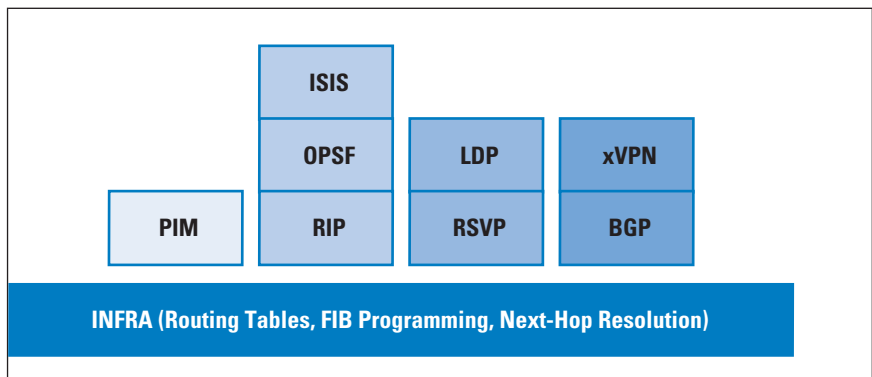 ISIS
OPSF
LDP
xVPN
PIM
RIP
RSVP
BGP
INFRA (Routing Tables, FIB Programming, Next-Hop Resolution)